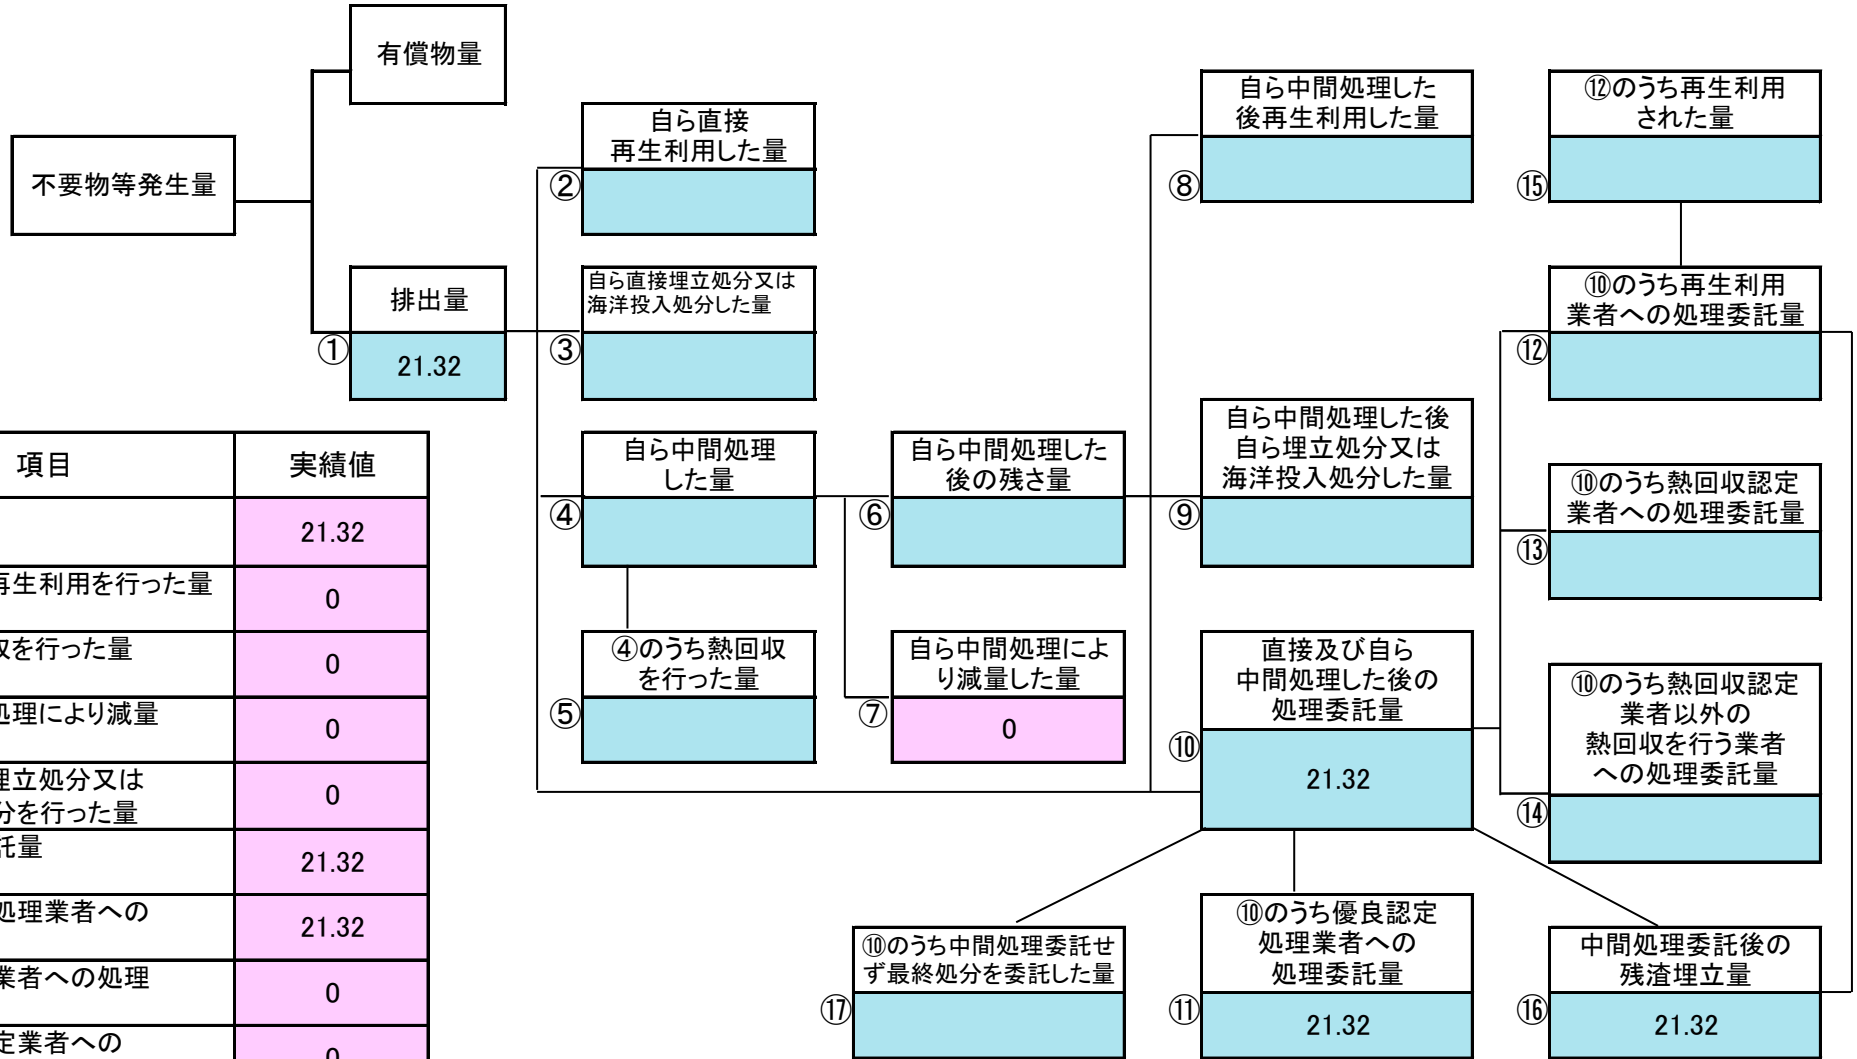 有償物量
不要物等発生量
排出量
①
21.32
自ら直接
再生利用した量
②
自ら直接埋立処分又は
海洋投入処分した量
③
自ら中間処理
した量
④
④のうち熱回収
を行った量
⑤
自ら中間処理した
後の残さ量
⑥
自ら中間処理によ
り減量した量
⑦
0
自ら中間処理した
後再生利用した量
⑧
自ら中間処理した後
自ら埋立処分又は
海洋投入処分した量
⑨
直接及び自ら
中間処理した後の
処理委託量
⑩
21.32
⑫のうち再生利用
された量
⑮
⑩のうち再生利用
業者への処理委託量
⑫
⑩のうち熱回収認定
業者への処理委託量
⑬
⑩のうち熱回収認定
業者以外の
熱回収を行う業者
への処理委託量
⑭
⑩のうち中間処理委託せ
ず最終処分を委託した量
⑰
⑩のうち優良認定
処理業者への
処理委託量
⑪
21.32
中間処理委託後の
残渣埋立量
⑯
21.32
項目 実績値
21.32
再生利用を行った量 0
を行った量 0
処理により減量 0
埋立処分又は
分を行った量 0
託量 21.32
処理業者への 21.32
業者への処理 0
定業者への 0